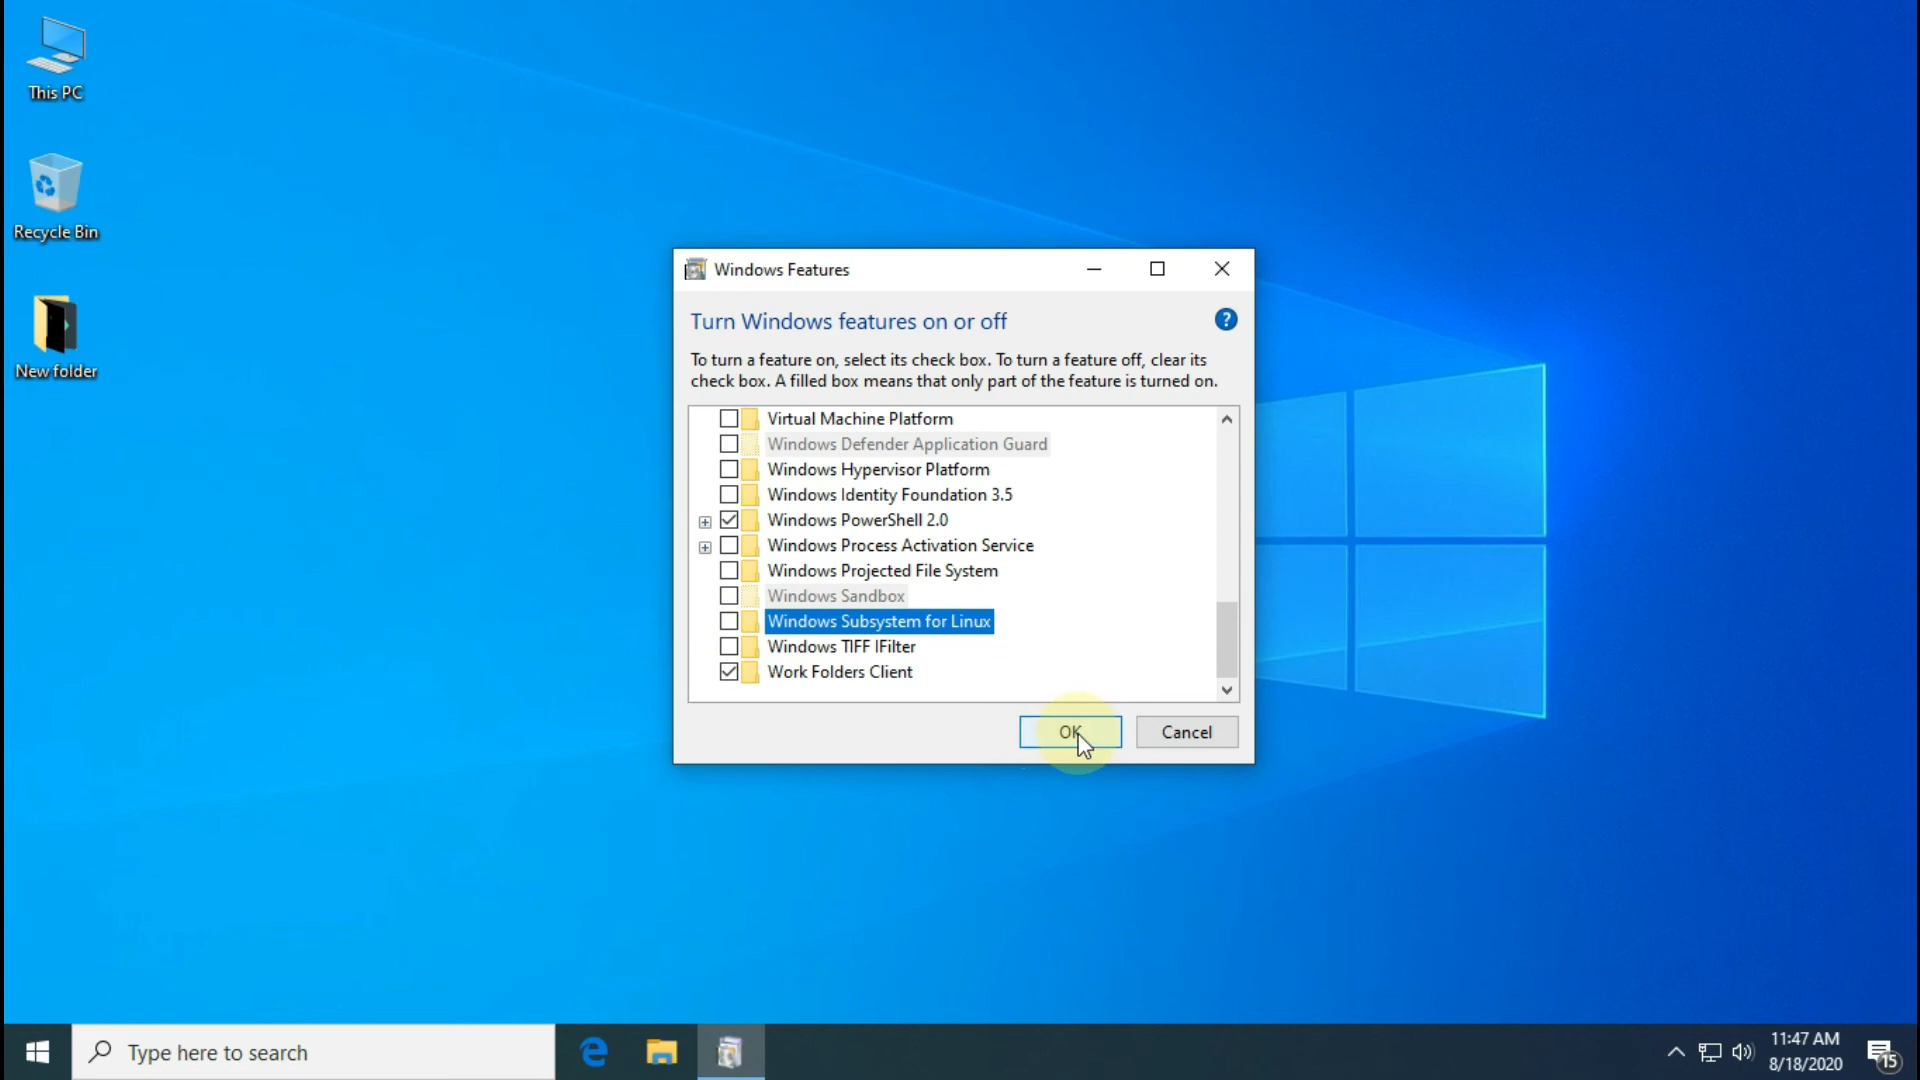 This PC
Recycle Bin
New folder
Windows Features
Turn Windows features on or off
?
To turn a feature on, select its check box. To turn a feature off, clear its
check box. A filled box means that only part of the feature is turned on.
Virtual Machine Platform
Windows Defender Application Guard
Windows Hypervisor Platform
Windows Identity Foundation 3.5
Windows PowerShell 2.0
Windows Process Activation Service
Windows Projected File System
Windows Sandbox
Windows Subsystem for Linux
Windows TIFF IFilter
Work Folders Client
OK
Cancel
Type here to search
11:47 AM
8/18/2020
15